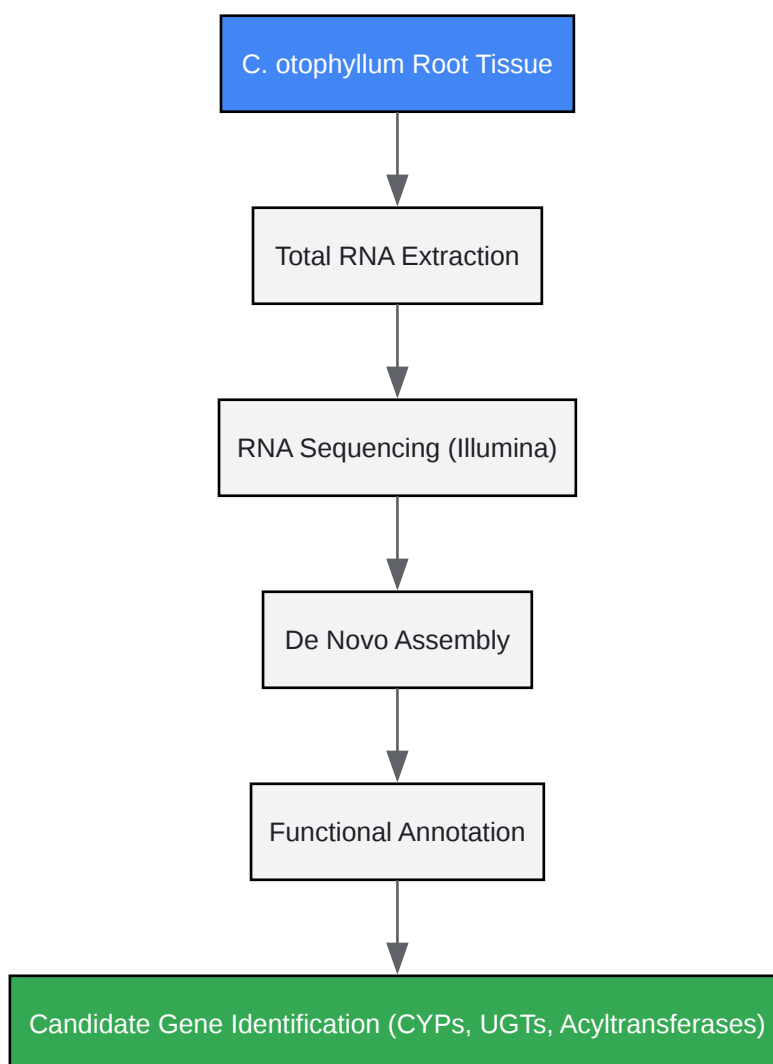 C. otophyllum Root Tissue
Total RNA Extraction
RNA Sequencing (Illumina)
De Novo Assembly
Functional Annotation
Candidate Gene Identification (CYPs, UGTs, Acyltransferases)